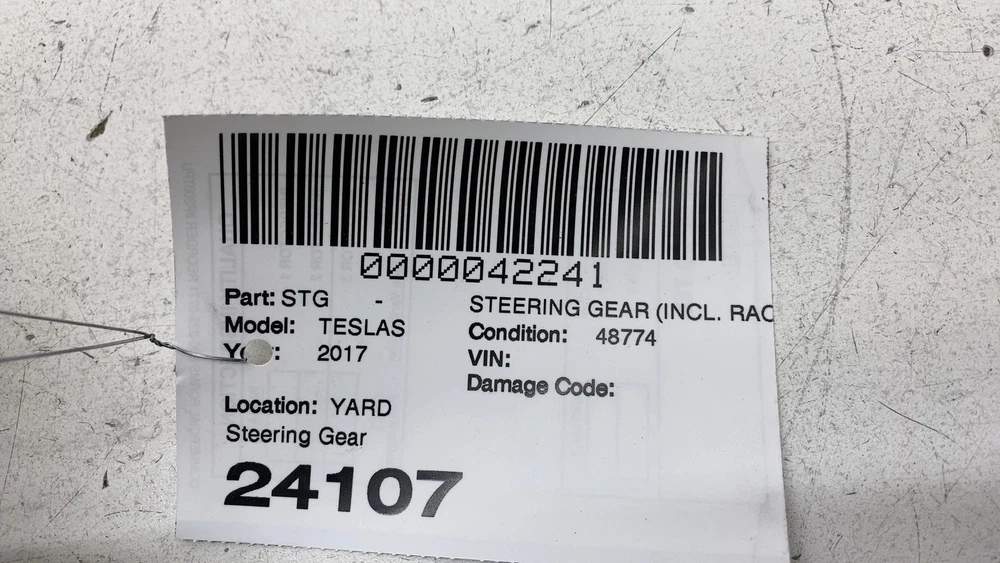 0000042241
Part: STG - STEERING GEAR (INCL. RAC
Model: TESLAS Condition: 48774
2017 VIN:
Damage Code:
Location: YARD
Steering Gear
24107